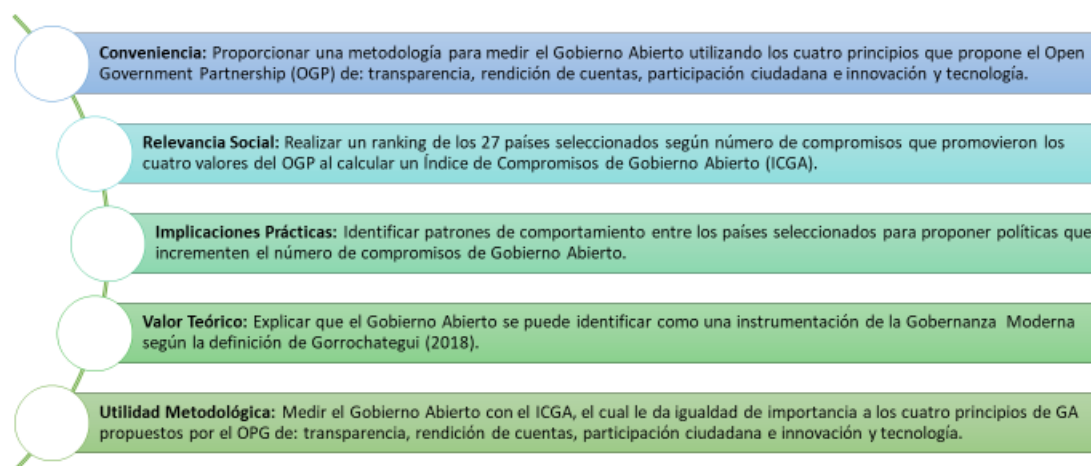 Conveniencia: Proporcionar una metodología para medir el Gobierno Abierto utilizando los cuatro principios que propone el Open
Government Partnership (OGP) de: transparencia, rendición de cuentas, participación ciudadana e innovación y tecnología.
Relevancia Social: Realizar un ranking de los 27 países seleccionados según número de compromisos que promovieron los
cuatro valores del OGP al calcular un Índice de Compromisos de Gobierno Abierto (ICGA).
Implicaciones Prácticas: Identificar patrones de comportamiento entre los países seleccionados para proponer políticas que
incrementen el número de compromisos de Gobierno Abierto.
Valor Teórico: Explicar que el Gobierno Abierto se puede identificar como una instrumentación de la Gobernanza Moderna
según la definición de Gorrochategui (2018).
Utilidad Metodológica: Medir el Gobierno Abierto con el ICGA, el cual le da igualdad de importancia a los cuatro principios de GA
propuestos por el OPG de: transparencia, rendición de cuentas, participación ciudadana e innovación y tecnología.